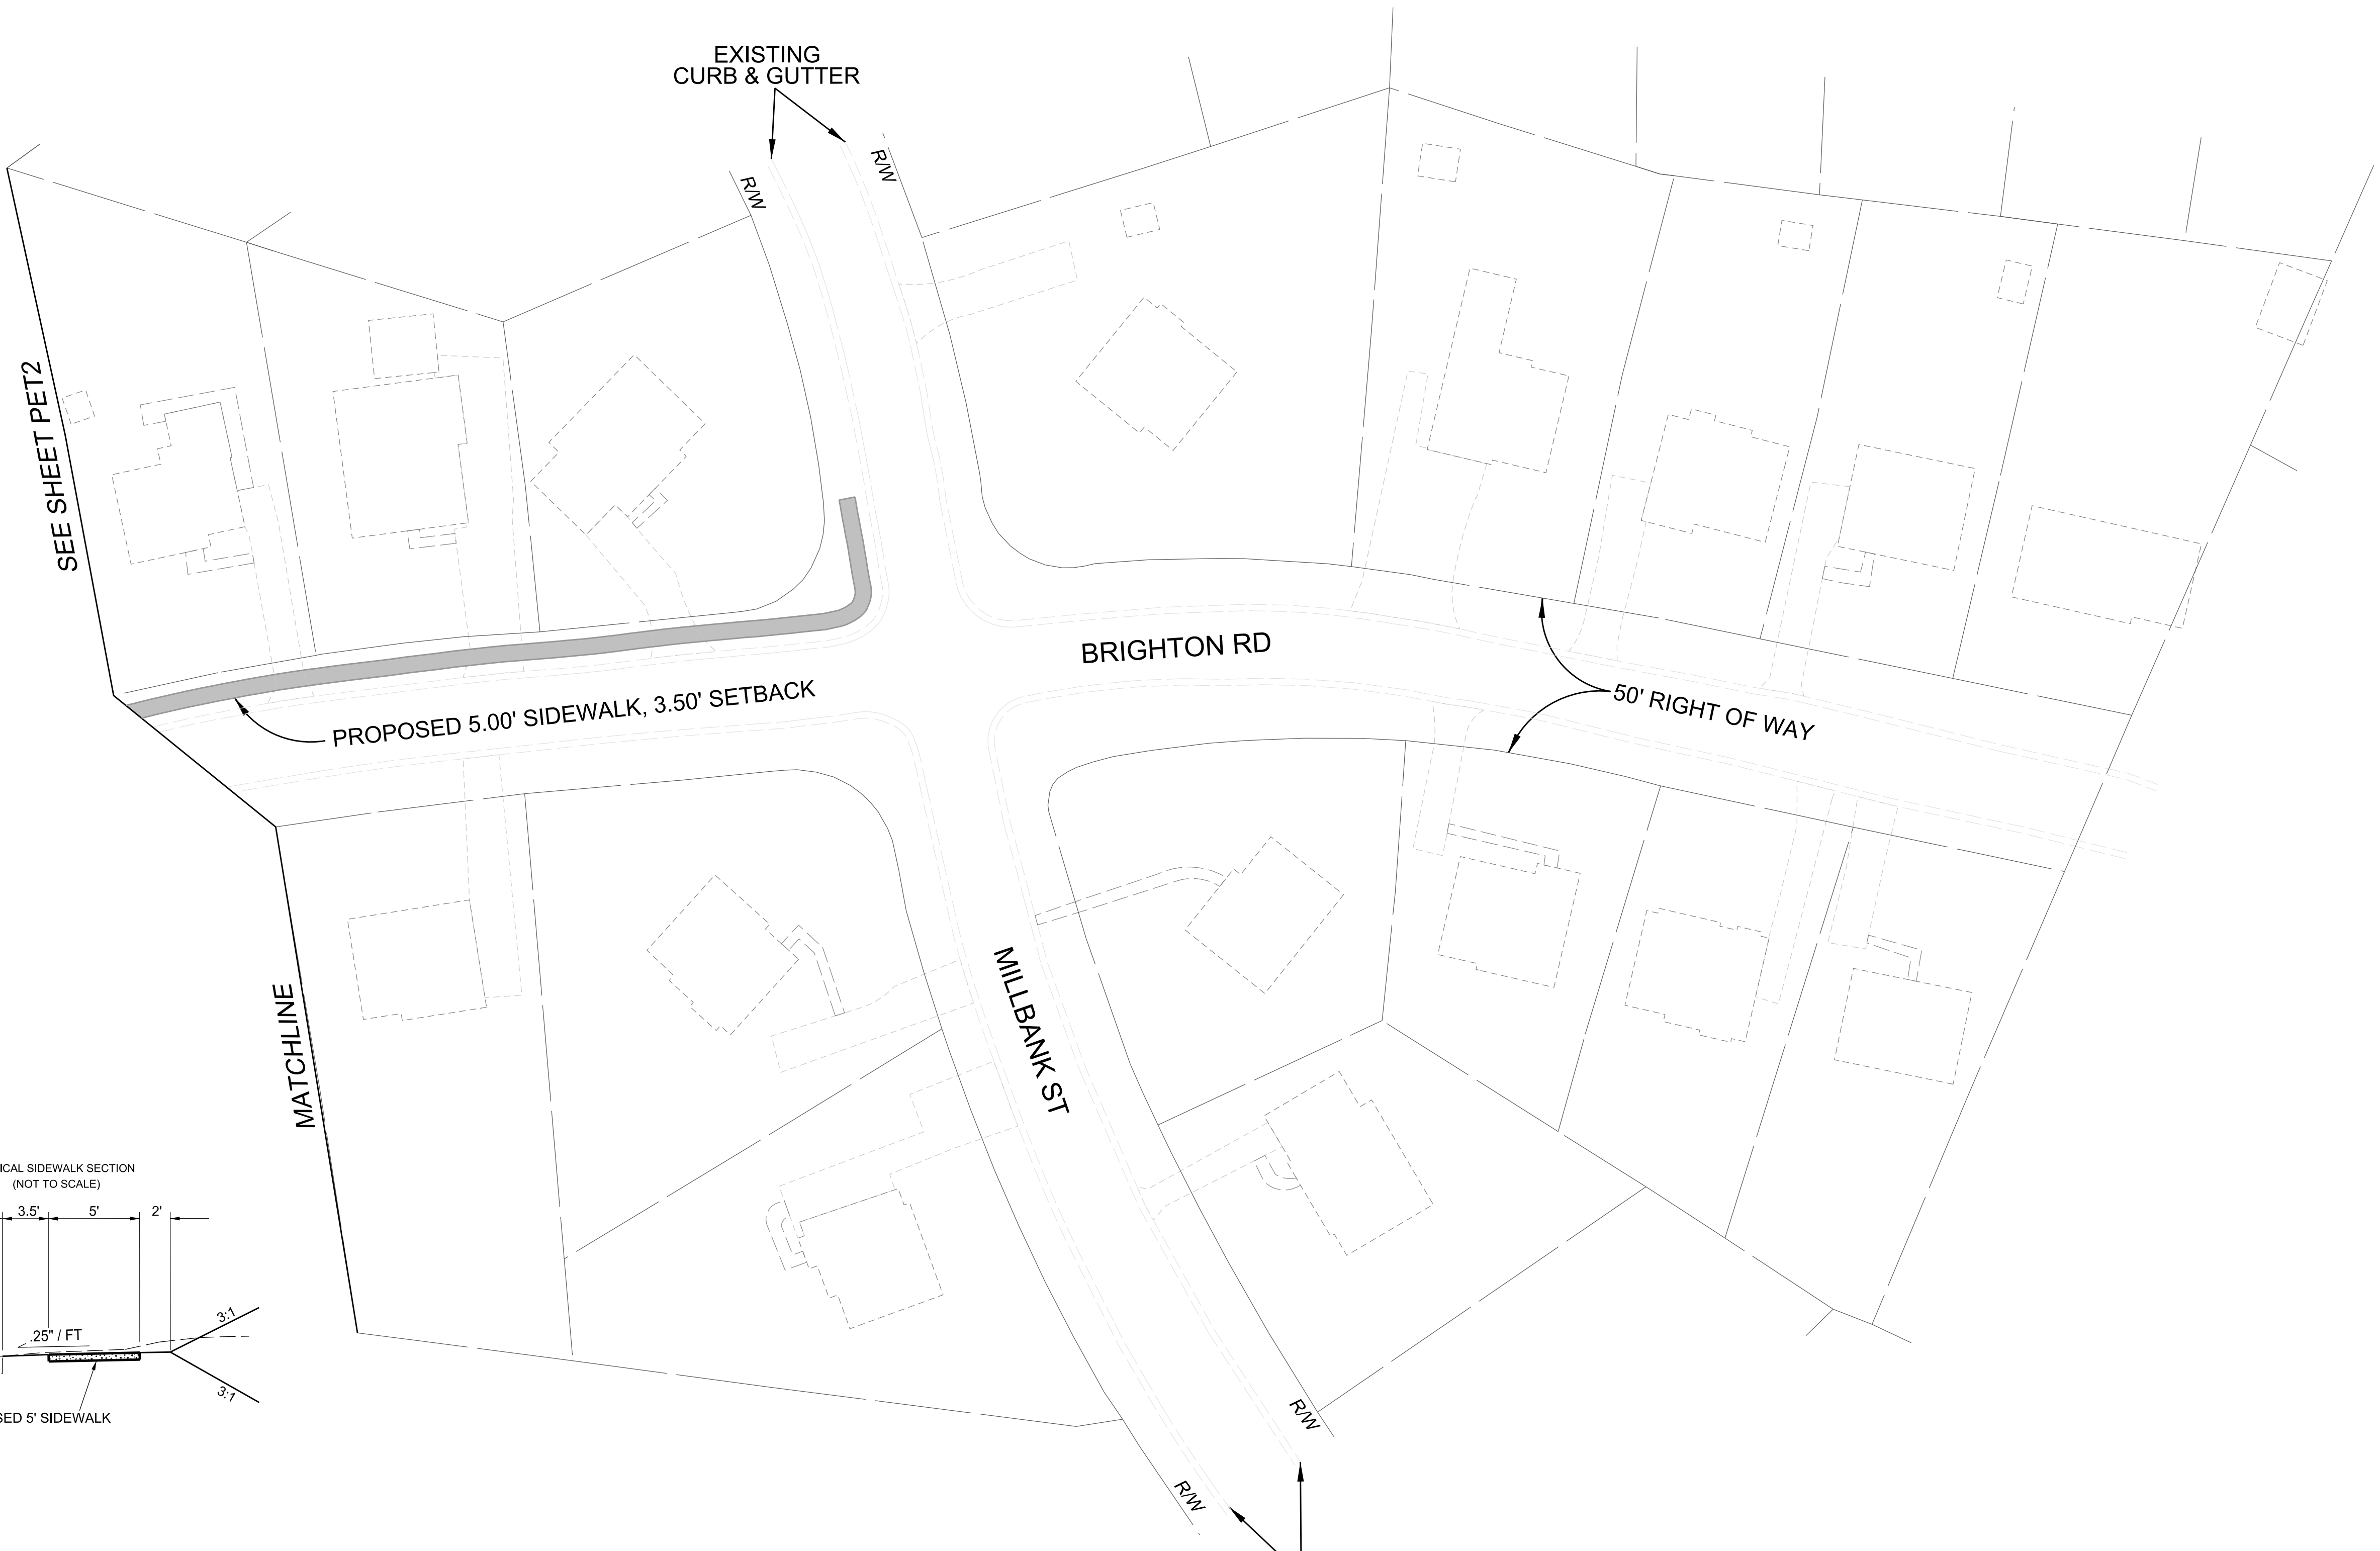 EXISTING
CURB & GUTTER
R/W
R/W
SEE SHEET PET2
BRIGHTON RD
50' RIGHT OF WAY
PROPOSED 5.00' SIDEWALK, 3.50' SETBACK
MATCHLINE
MILLBANK ST
SIDEWALK SECTION
(NOT TO SCALE)
3.5'
5'
2'
.25" / FT
3:1
3:1
5' SIDEWALK
R/W
R/W